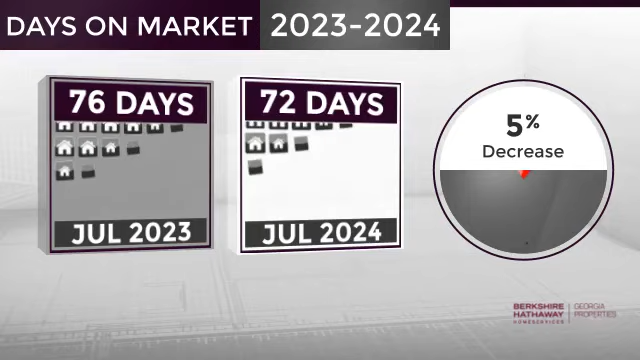 DAYS ON MARKET 2023-2024
76 DAYS
JUL 2023
72 DAYS
JUL 2024
5%
Decrease
BERKSHIRE
HATHAWAY
HOMESERVICES
GEORGIA
PROPERTIES